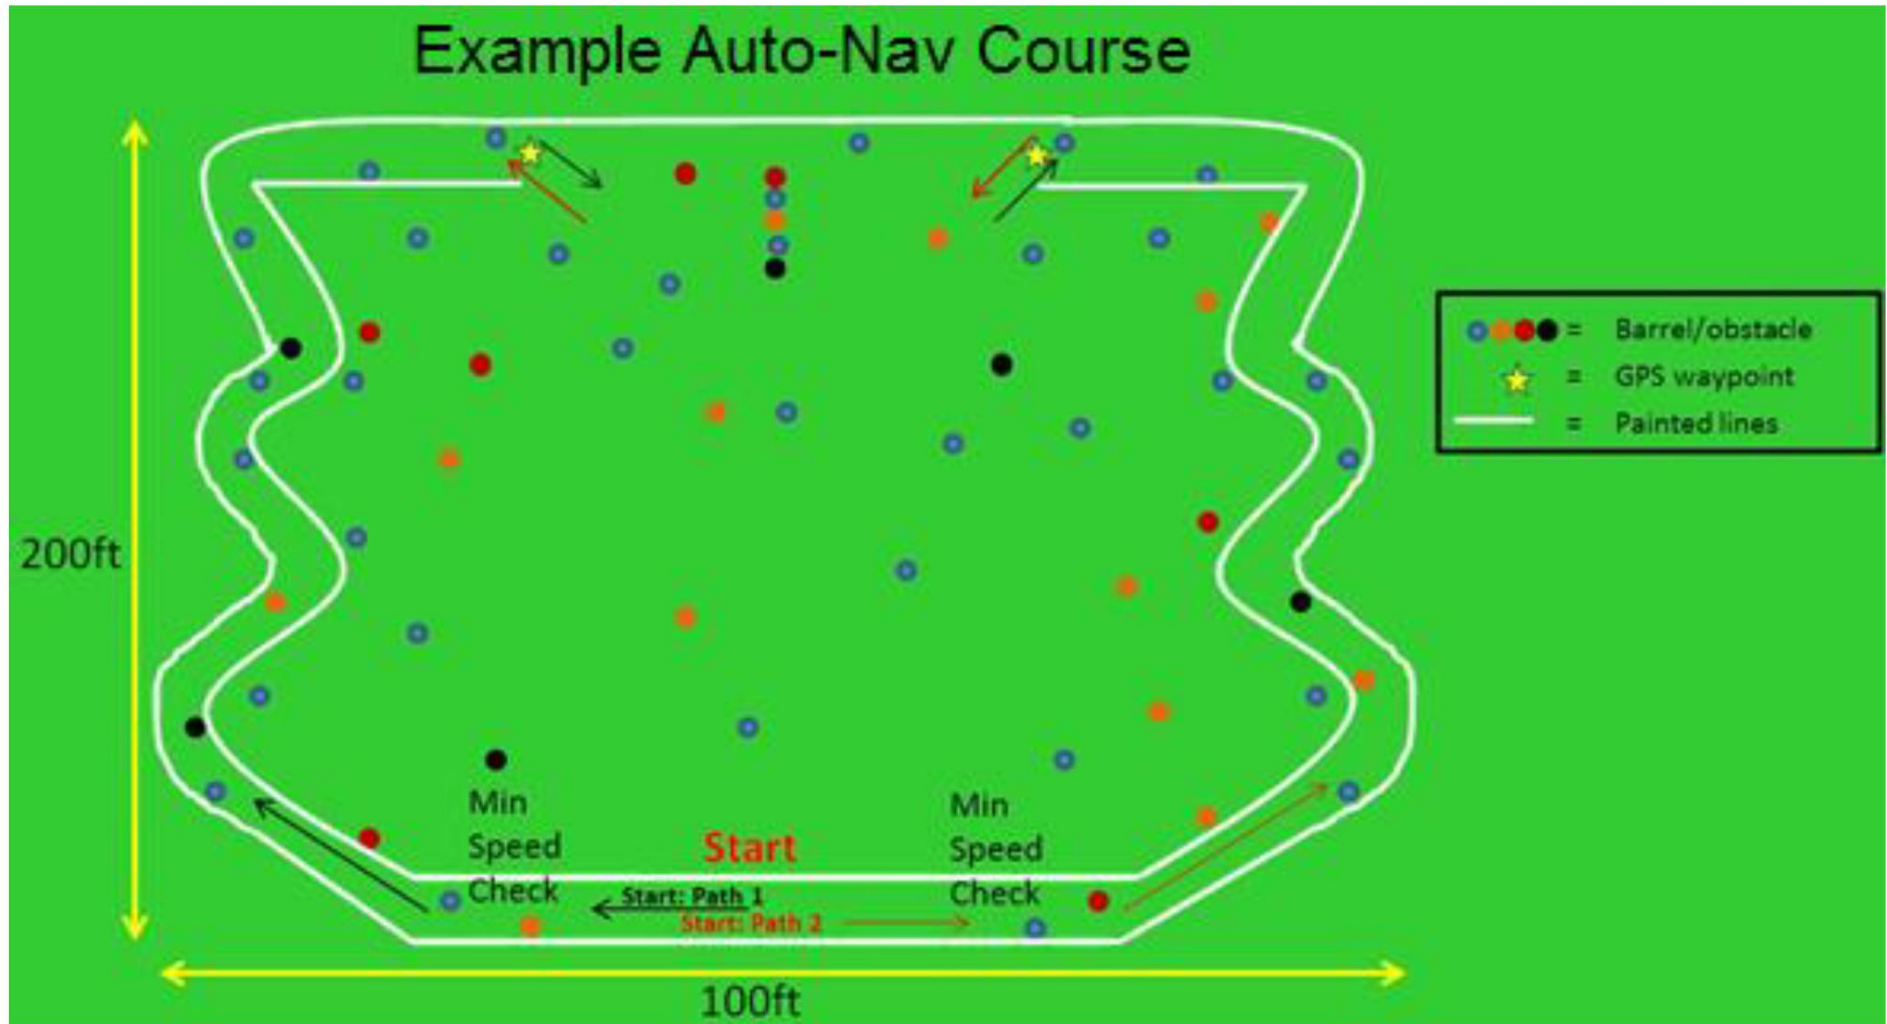 Example Auto-Nav Course
Barrel/obstacle
=
GPS waypoint
=
Painted lines
=
200ft
Min
Speed
Check
Start
Min
Speed
Check
Start: Path 1
Start: Path 2
100ft